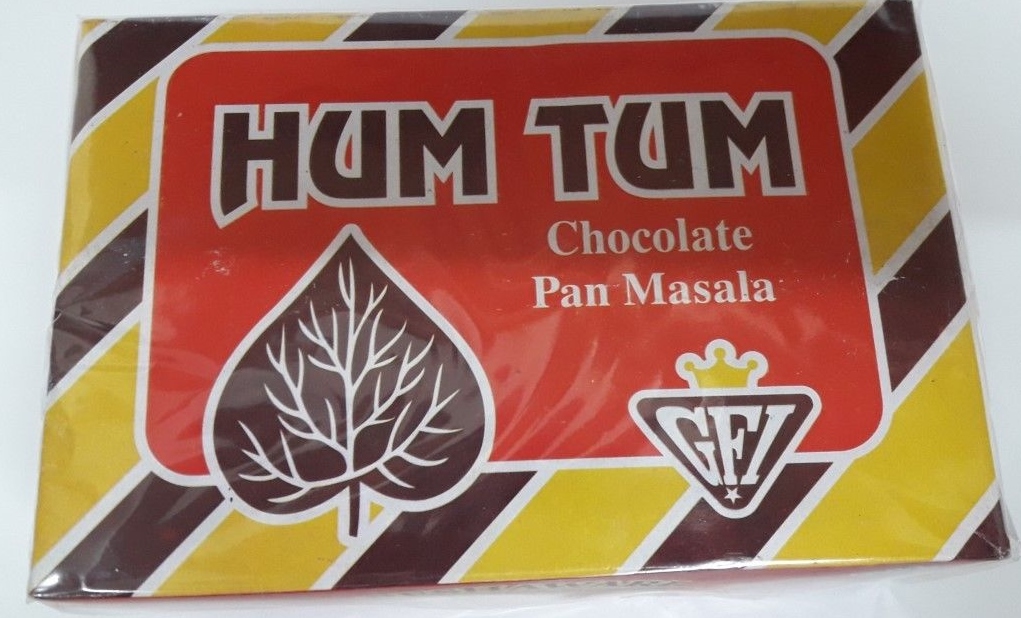 HUM TUM
Chocolate
Pan Masala
GFI